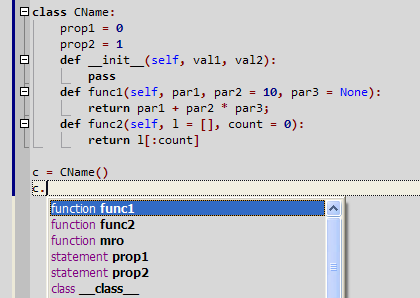 class CName:
prop1 = 0
prop2 = 1
def __init__(self, val1, val2):
pass
def func1(self, par1, par2 = 10, par3 = None):
return par1 + par2 * par3;
def func2(self, l = [], count = 0):
return l[:count]
c = CName()
c.
function func1
function func2
function mro
statement prop1
statement prop2
class __class__